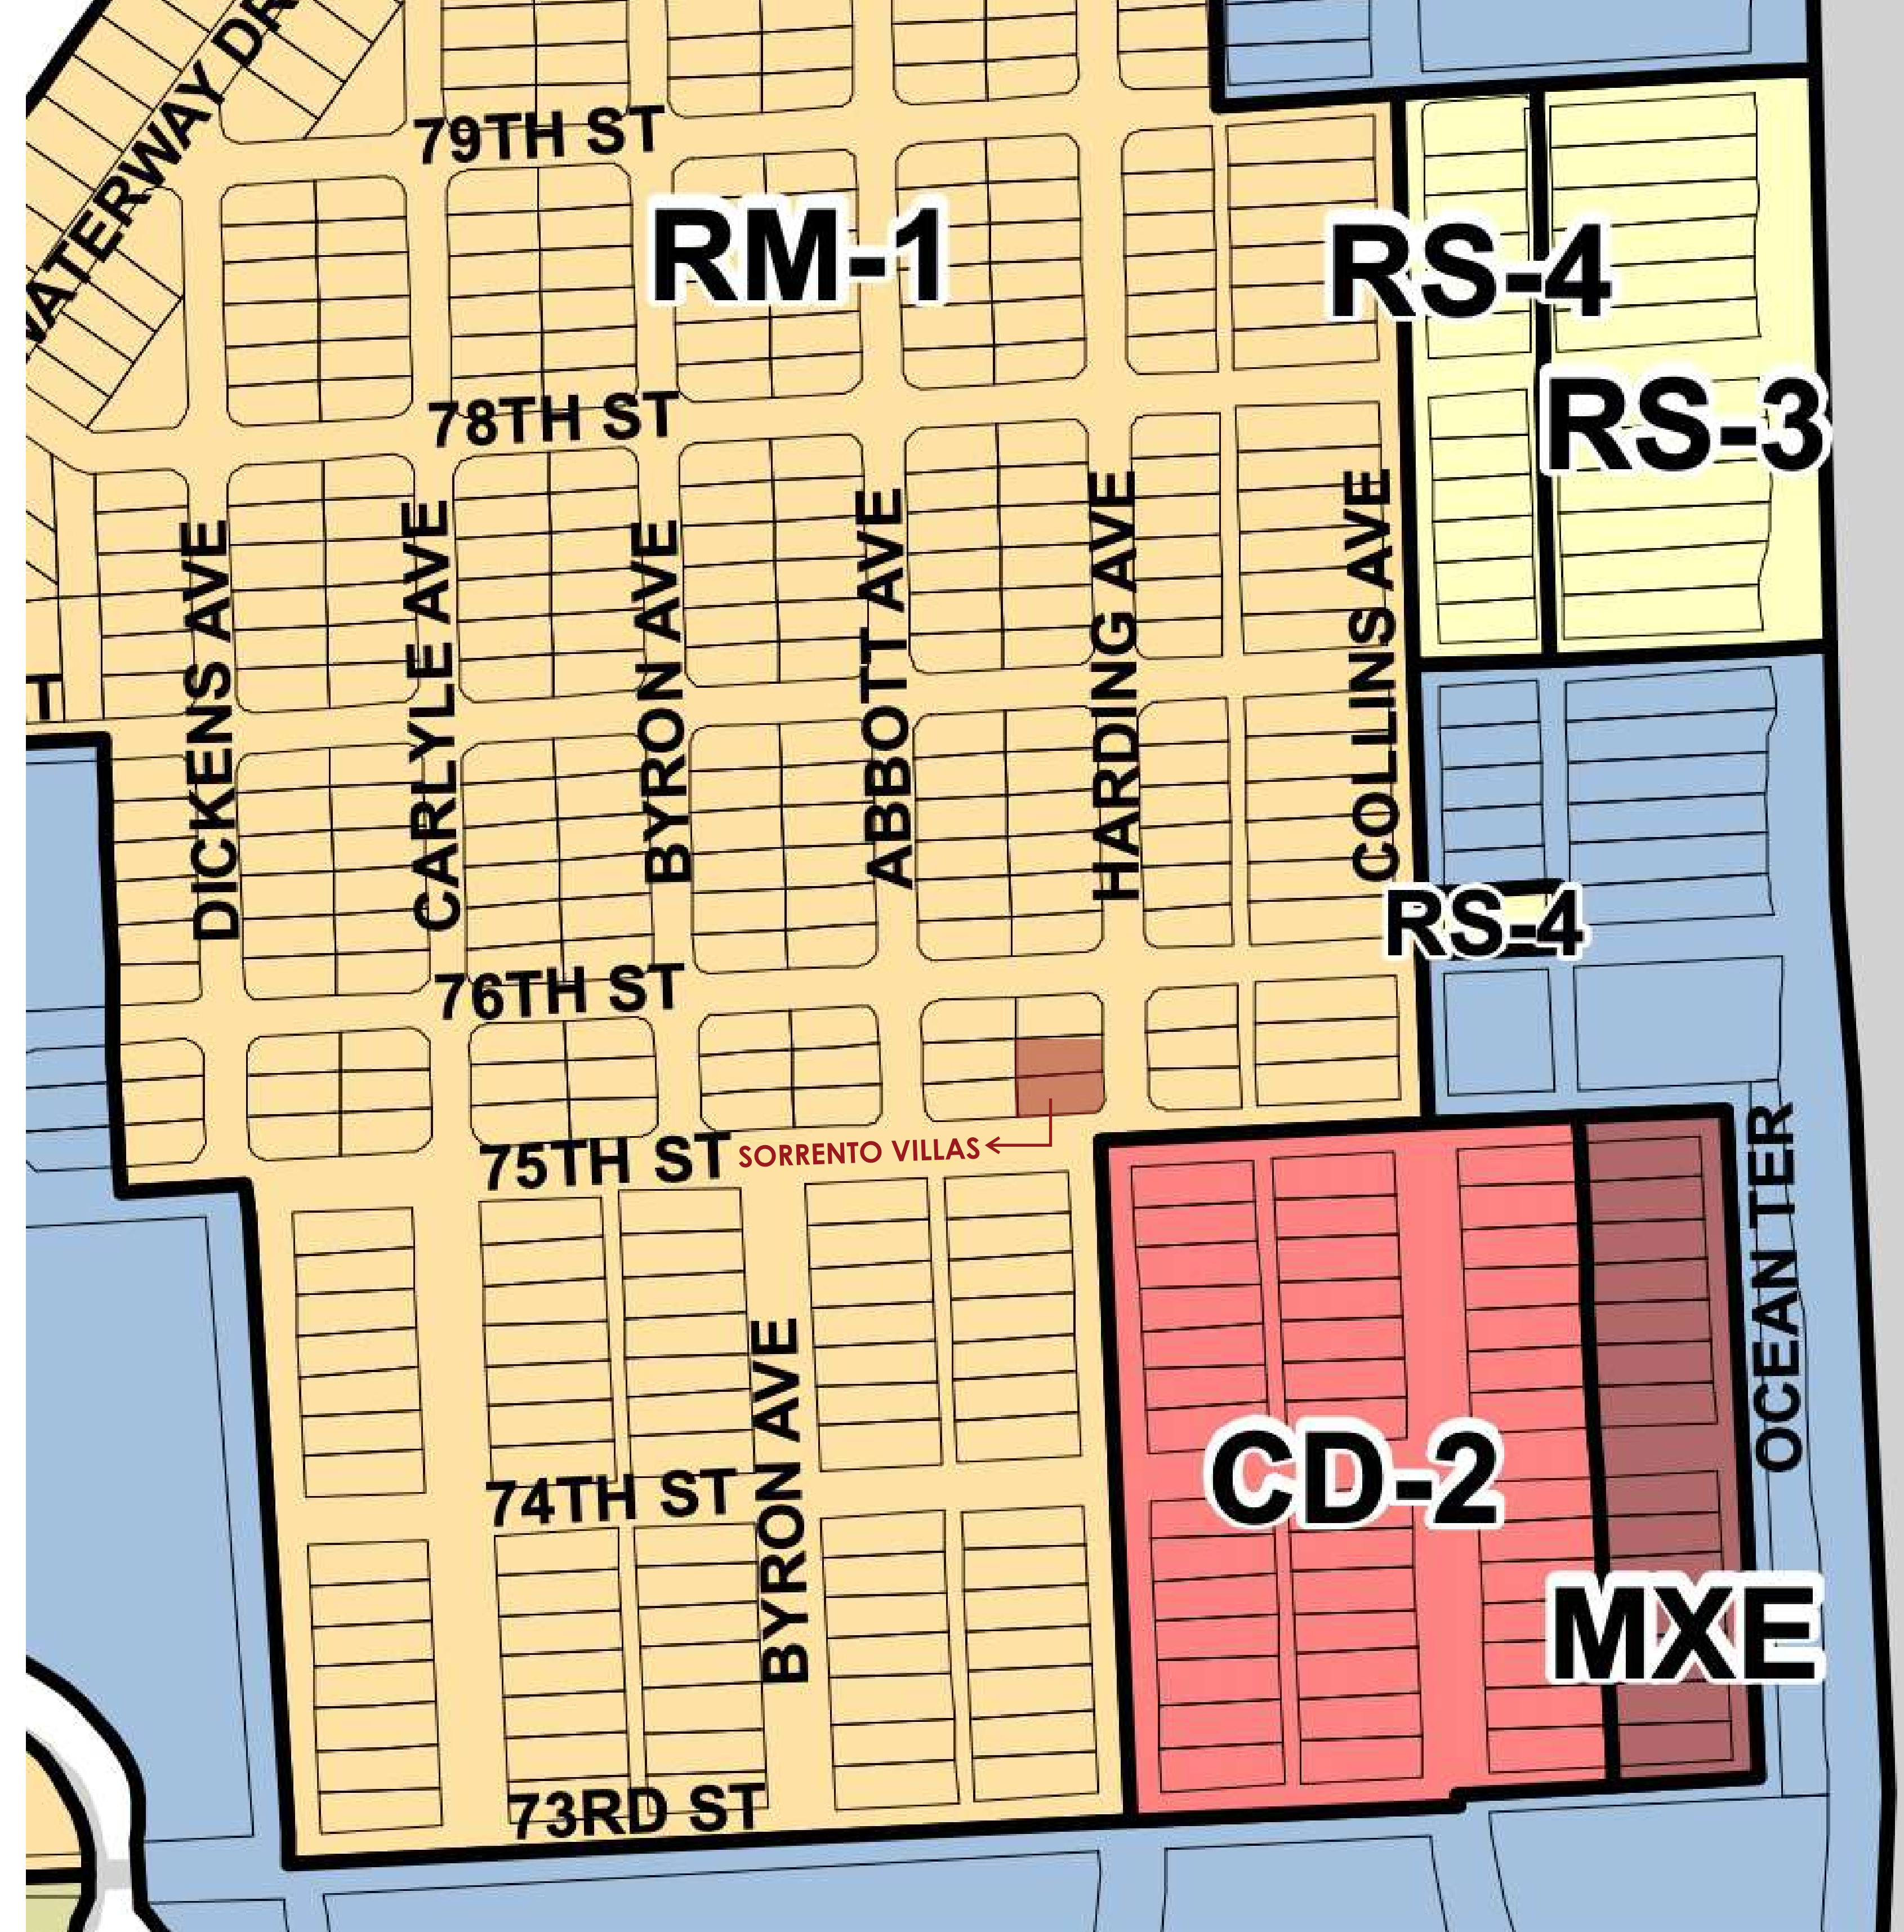 WATERWAY DR
79TH ST
RM-1
RS-4
RS-3
78TH ST
DICKENS AVE
CARLYLE AVE
BYRON AVE
ABBOTT AVE
HARDING AVE
COLLINS AVE
T
RS-4
76TH ST
75TH ST
SORRENTO VILLAS
OCEAN TER
BYRON AVE
CD-2
74TH ST
MXE
73RD ST